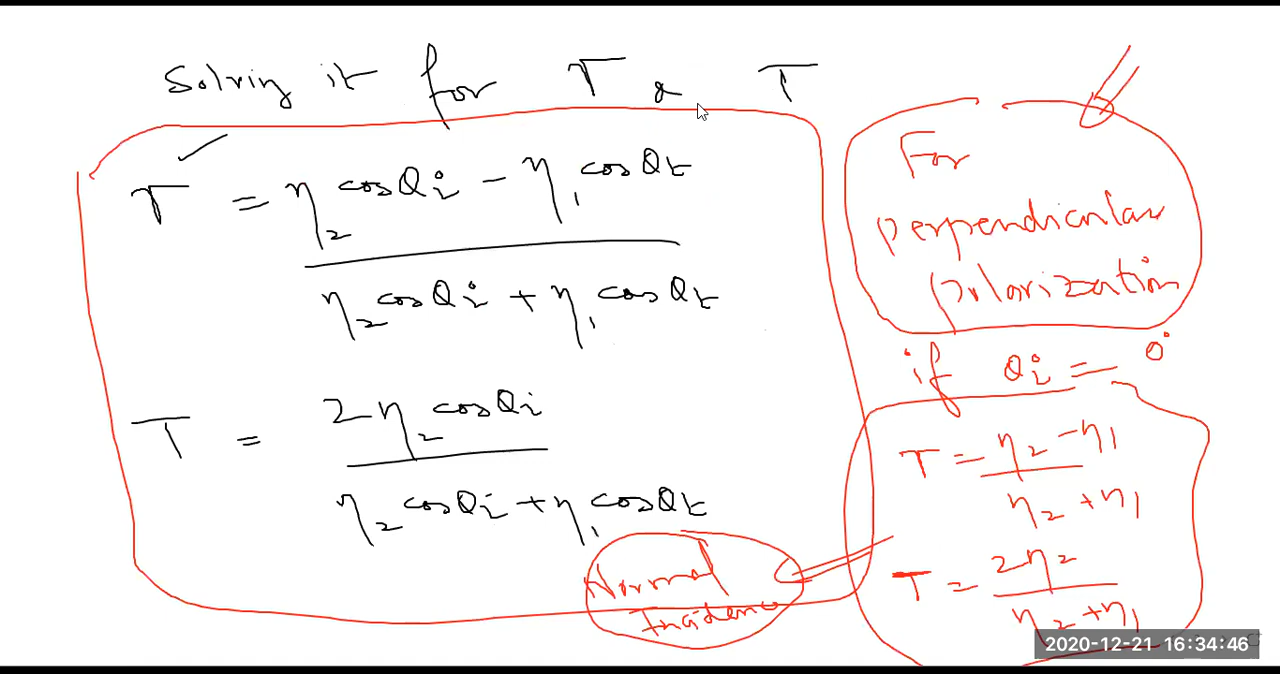 Solving it for Γ & T
Γ = (η₂ cosθi − η₁ cosθt) / (η₂ cosθi + η₁ cosθt)
T = 2η₂ cosθi / (η₂ cosθi + η₁ cosθt)
Normal
Incidence
For
perpendicular
polarization
if θi = 0°
Γ = (η₂ − η₁) / (η₂ + η₁)
T = 2η₂ / (η₂ + η₁)
2020-12-21 16:34:46